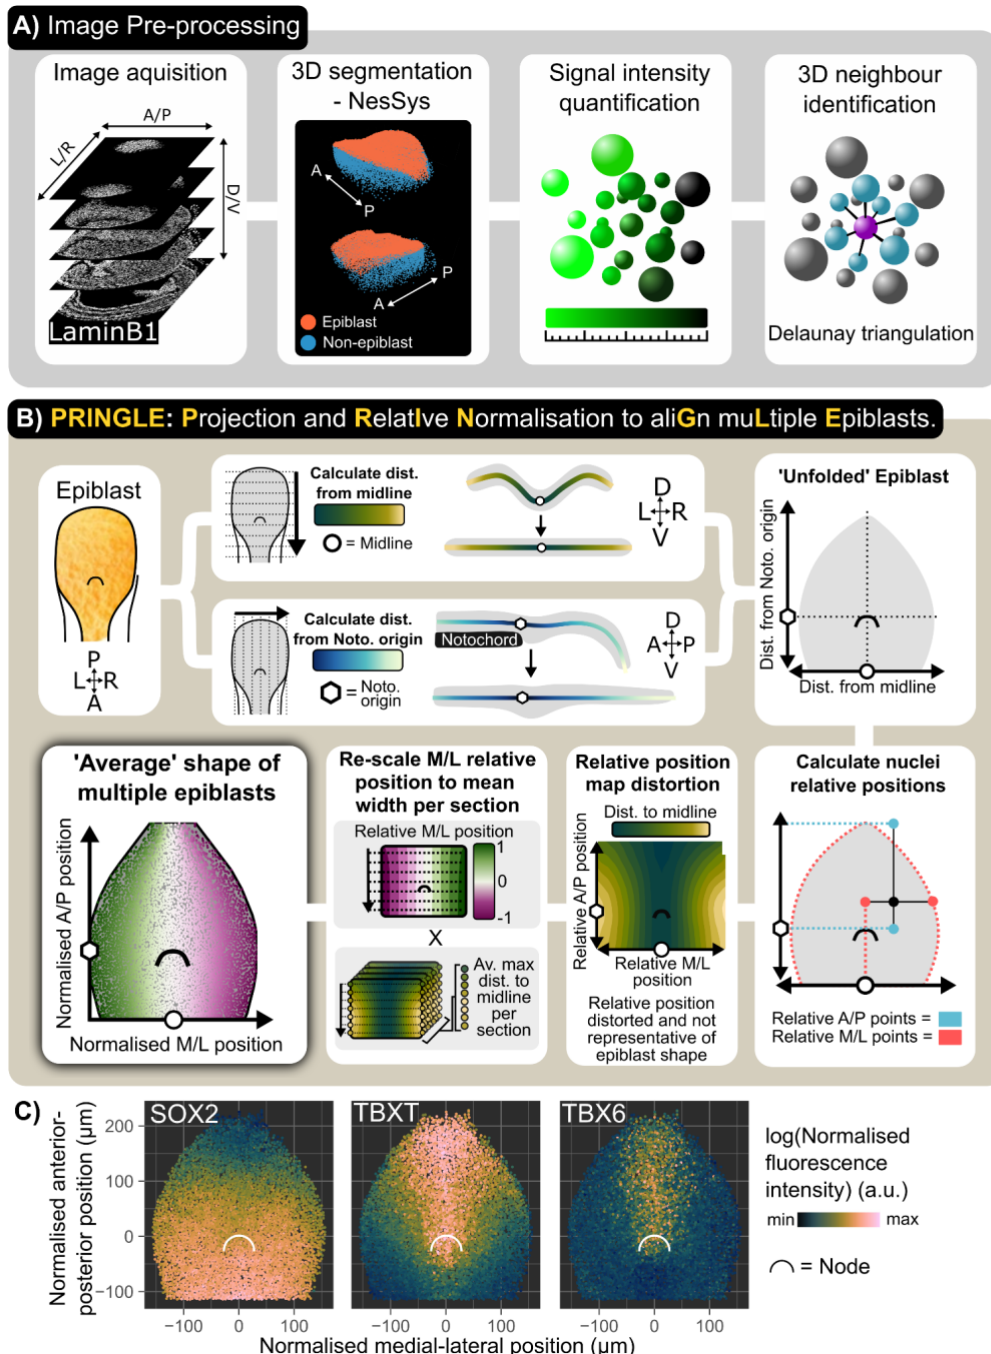 A) Image Pre-processing
Image aquisition
A/P
L/R
D/V
LaminB1
3D segmentation
- NesSys
A
P
P
A
Epiblast
Non-epiblast
Signal intensity
quantification
3D neighbour
identification
Delaunay triangulation
B) PRINGLE: Projection and RelatIve Normalisation to aliGn muLtiple Epiblasts.
Epiblast
P
L R
A
Calculate dist.
from midline
= Midline
D
L R
V
Calculate dist.
from Noto. origin
= Noto.
origin
Notochord
D
A P
V
'Unfolded' Epiblast
Dist. from Noto. origin
Dist. from midline
'Average' shape of
multiple epiblasts
Normalised A/P position
Normalised M/L position
Re-scale M/L relative
position to mean
width per section
Relative M/L position
1
0
-1
X
Av. max
dist. to
midline
per
section
Relative position
map distortion
Dist. to midline
Relative A/P position
Relative M/L
position
Relative position
distorted and not
representative of
epiblast shape
Calculate nuclei
relative positions
Relative A/P points =
Relative M/L points =
C)
SOX2
TBXT
TBX6
Normalised anterior-
posterior position (μm)
200
100
0
−100
−100 0 100
−100 0 100
−100 0 100
Normalised medial-lateral position (μm)
log(Normalised
fluorescence
intensity) (a.u.)
min max
= Node